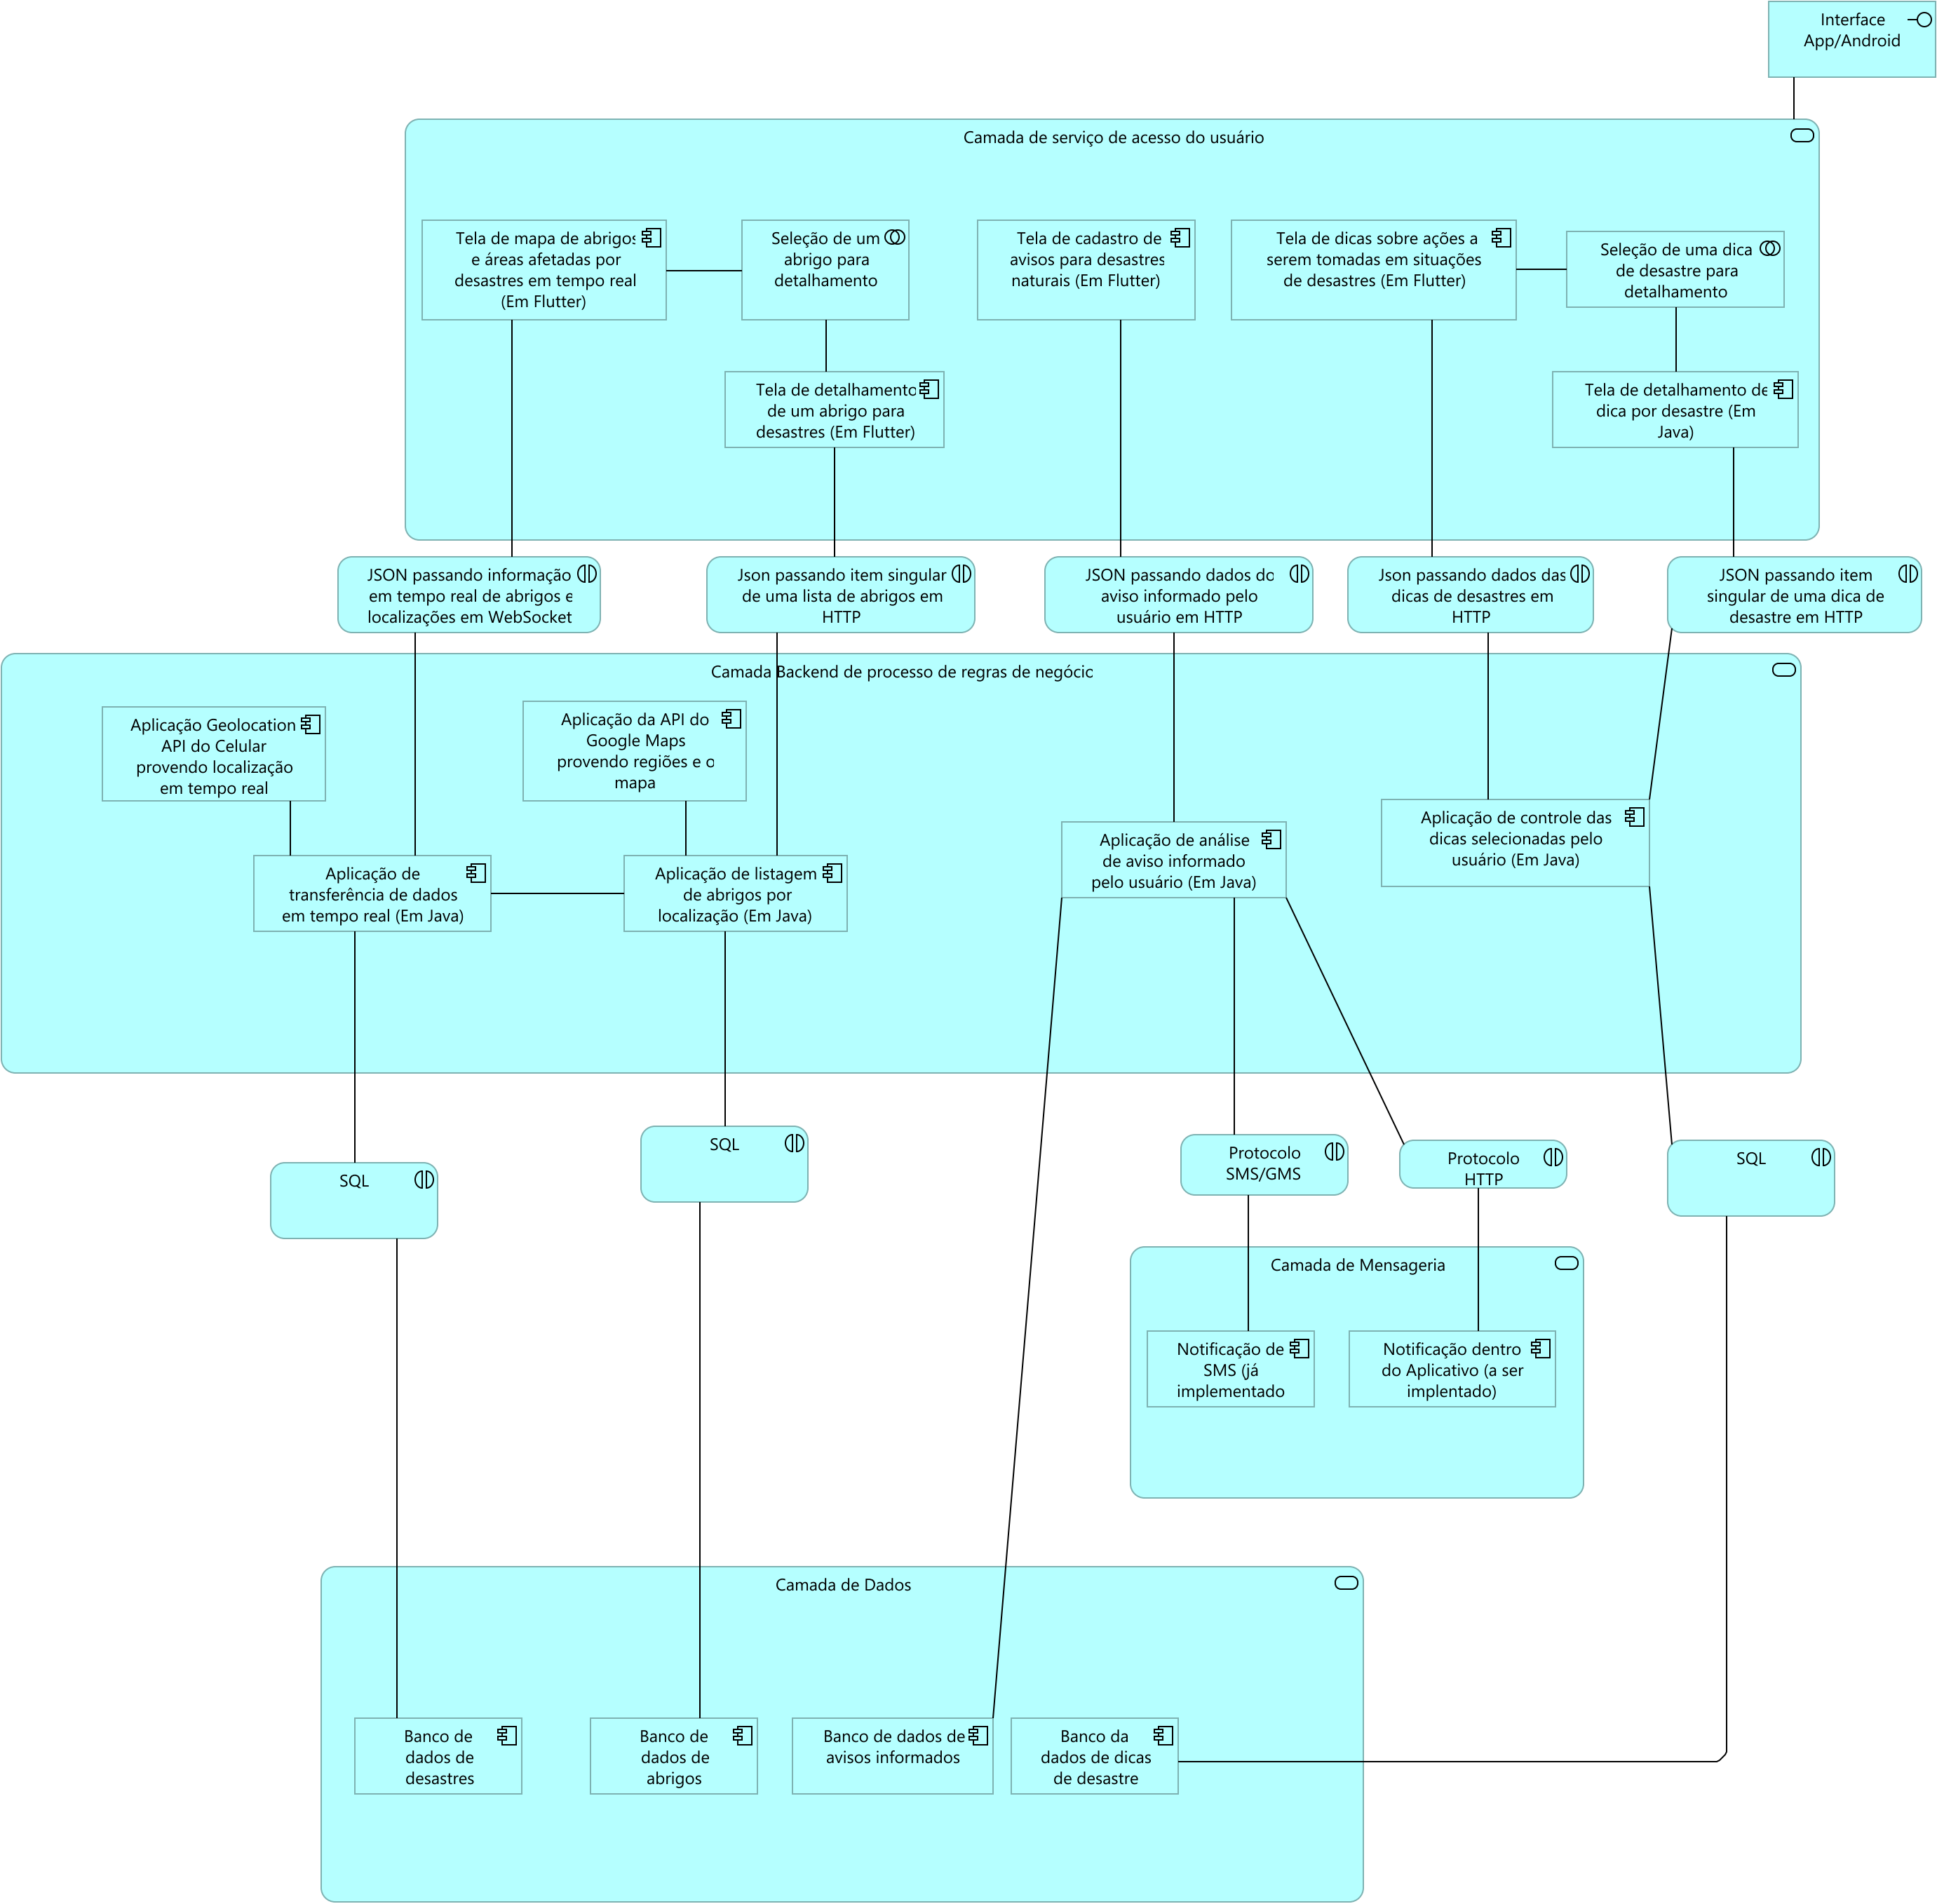 Interface
App/Android
Camada de serviço de acesso do usuário
Tela de mapa de abrigos
e áreas afetadas por
desastres em tempo real
(Em Flutter)
Seleção de um
abrigo para
detalhamento
Tela de cadastro de
avisos para desastres
naturais (Em Flutter)
Tela de dicas sobre ações a
serem tomadas em situações
de desastres (Em Flutter)
Seleção de uma dica
de desastre para
detalhamento
Tela de detalhamento
de um abrigo para
desastres (Em Flutter)
Tela de detalhamento de
dica por desastre (Em
Java)
JSON passando informação
em tempo real de abrigos e
localizações em WebSocket
Json passando item singular
de uma lista de abrigos em
HTTP
JSON passando dados do
aviso informado pelo
usuário em HTTP
Json passando dados das
dicas de desastres em
HTTP
JSON passando item
singular de uma dica de
desastre em HTTP
Camada Backend de processo de regras de negócic
Aplicação Geolocation
API do Celular
provendo localização
em tempo real
Aplicação da API do
Google Maps
provendo regiões e o
mapa
Aplicação de
transferência de dados
em tempo real (Em Java)
Aplicação de listagem
de abrigos por
localização (Em Java)
Aplicação de análise
de aviso informado
pelo usuário (Em Java)
Aplicação de controle das
dicas selecionadas pelo
usuário (Em Java)
SQL
SQL
Protocolo
SMS/GMS
Protocolo
HTTP
SQL
Camada de Mensageria
Notificação de
SMS (já
implementado
Notificação dentro
do Aplicativo (a ser
implentado)
Camada de Dados
Banco de
dados de
desastres
Banco de
dados de
abrigos
Banco de dados de
avisos informados
Banco da
dados de dicas
de desastre